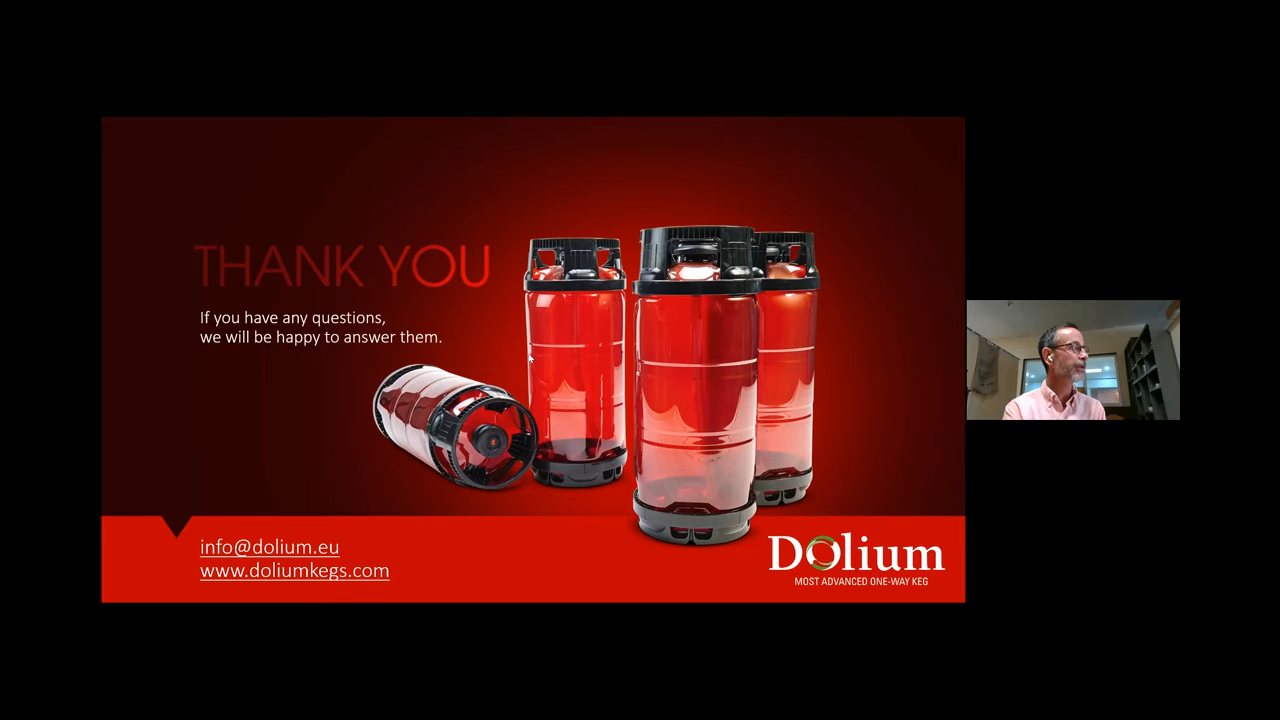 THANK YOU
If you have any questions,
we will be happy to answer them.
info@dolium.eu
www.doliumkegs.com
Dolium
MOST ADVANCED ONE-WAY KEG